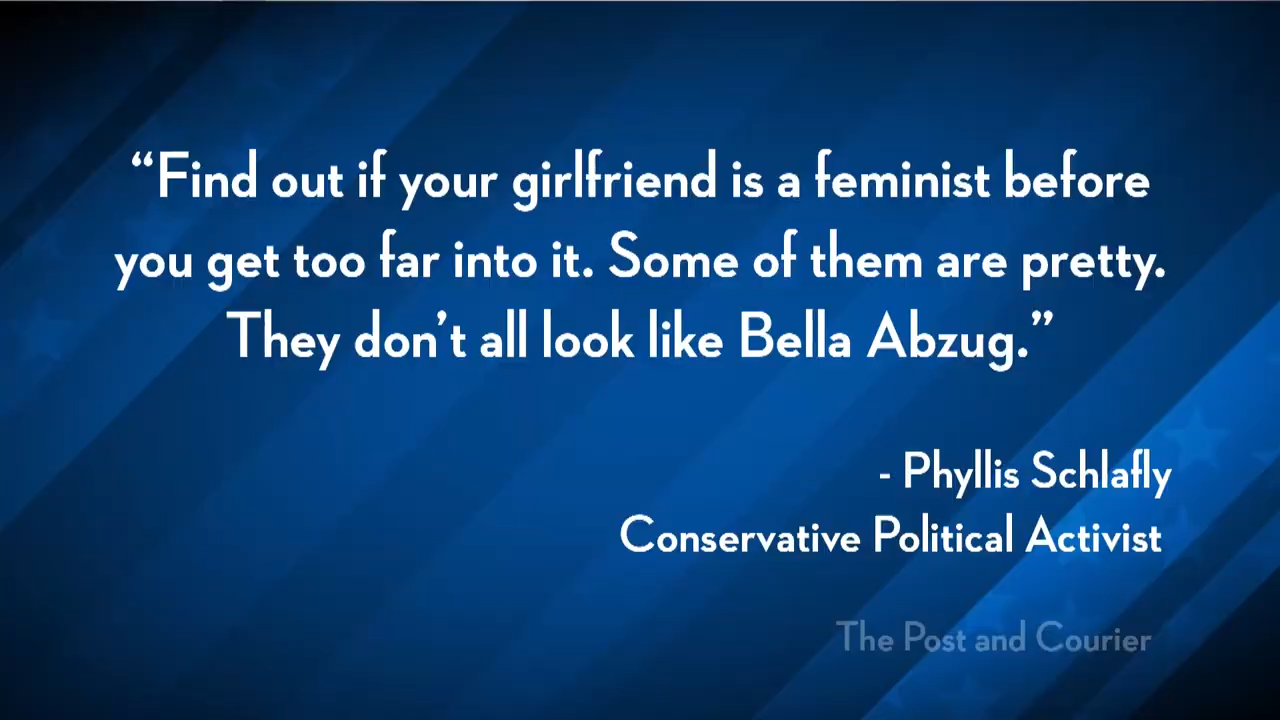 “Find out if your girlfriend is a feminist before
you get too far into it. Some of them are pretty.
They don’t all look like Bella Abzug.”
- Phyllis Schlafly
Conservative Political Activist
The Post and Courier